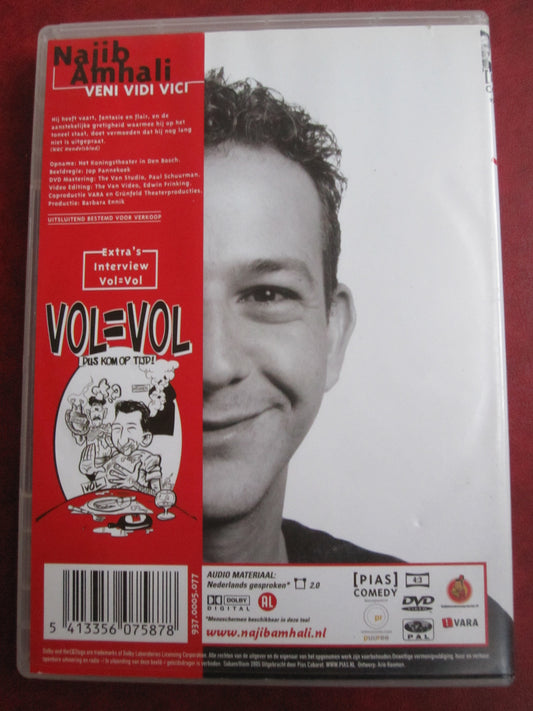 Najib
Amhali
VENI VIDI VICI
Hij heeft vaart, fantasie en flair, en de
aanstekelijke gretigheid waarmee hij op het
toneel staat, doet vermoeden dat hij nog lang
niet is uitgepraat.
(NRC Handelsblad)
Opname: Het Koningstheater in Den Bosch.
Beeldregie: Jop Pannekoek
DVD Mastering: The Van Studio, Paul Schuurman.
Video Editing: The Van Video, Edwin Frinking.
Coproductie VARA en Grünfeld Theaterproducties.
Productie: Barbara Ennik
UITSLUITEND BESTEMD VOOR VERKOOP
Extra's
Interview
Vol=Vol
VOL=VOL
DUS KOM OP TIJD!
VOL
5 413356 075878
937.0005.077
AUDIO MATERIAAL:
Nederlands gesproken* 2.0
DOLBY
DIGITAL
AL
*Mensenschermen beschikbaar in deze taal
www.najibamhali.nl
[PIAS]
COMEDY
4:3
DVD
VIDEO
PAL
pi
puuree
VARA